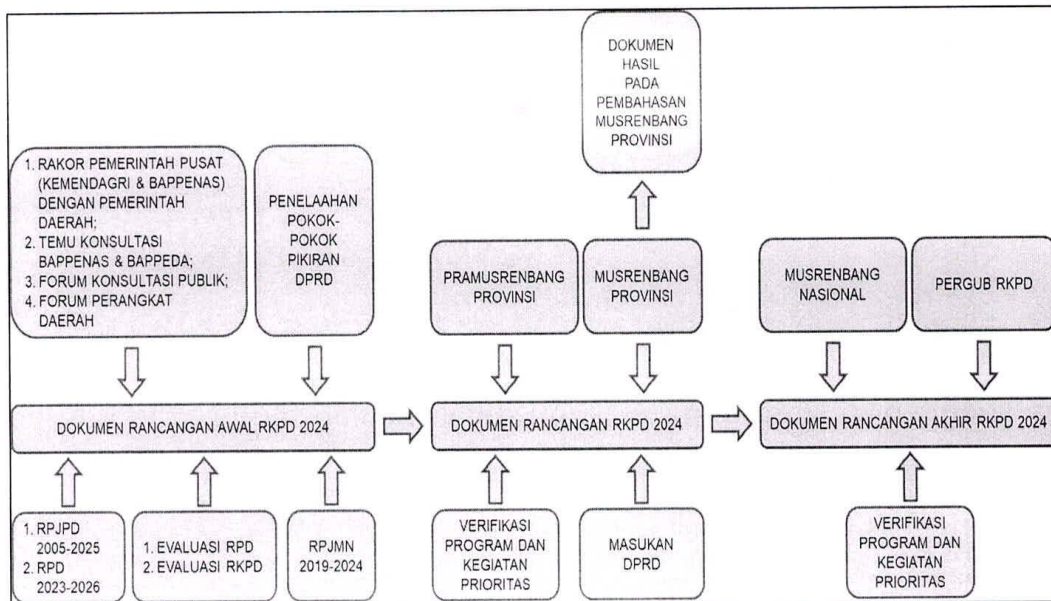 DOKUMEN
HASIL
PADA
PEMBAHASAN
MUSRENBANG
PROVINSI
1. RAKOR PEMERINTAH PUSAT
(KEMENDAGRI & BAPPENAS)
DENGAN PEMERINTAH
DAERAH;
2. TEMU KONSULTASI
BAPPENAS & BAPPEDA;
3. FORUM KONSULTASI PUBLIK;
4. FORUM PERANGKAT
DAERAH
PENELAAHAN
POKOK-
POKOK
PIKIRAN
DPRD
PRAMUSRENBANG
PROVINSI
MUSRENBANG
PROVINSI
MUSRENBANG
NASIONAL
PERGUB RKPD
DOKUMEN RANCANGAN AWAL RKPD 2024
DOKUMEN RANCANGAN RKPD 2024
DOKUMEN RANCANGAN AKHIR RKPD 2024
1. RPJPD
2005-2025
2. RPD
2023-2026
1. EVALUASI RPD
2. EVALUASI RKPD
RPJMN
2019-2024
VERIFIKASI
PROGRAM DAN
KEGIATAN
PRIORITAS
MASUKAN
DPRD
VERIFIKASI
PROGRAM DAN
KEGIATAN
PRIORITAS